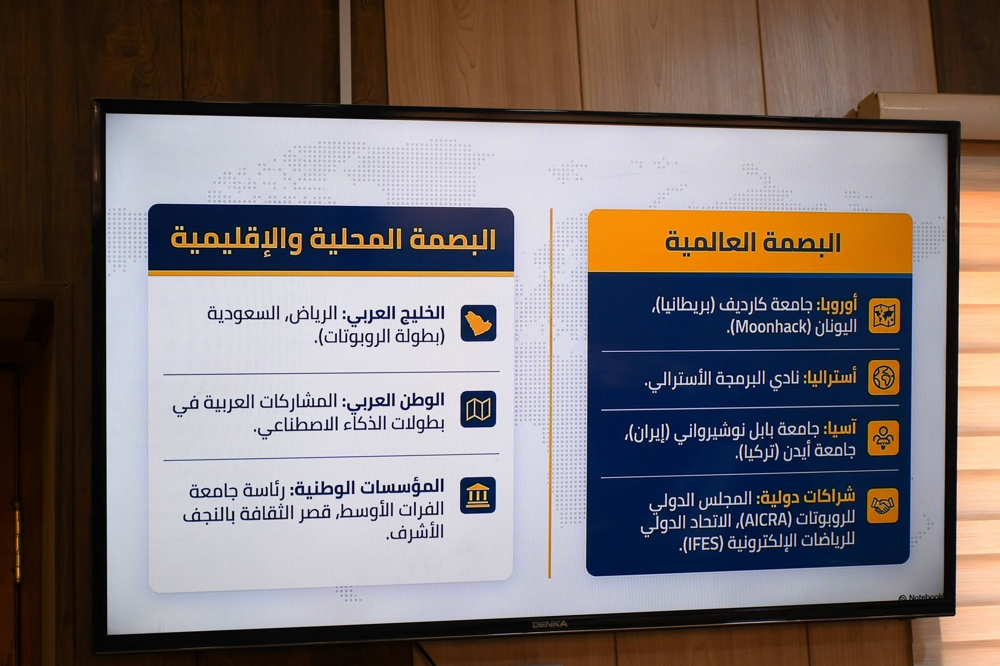 البصمة العالمية
أوروبا: جامعة كارديف (بريطانيا)،
اليونان (Moonhack).
أستراليا: نادي البرمجة الأسترالي.
آسيا: جامعة بابل نوشيرواني (إيران)،
جامعة أيدن (تركيا).
شراكات دولية: المجلس الدولي
للروبوتات (AICRA)، الاتحاد الدولي
للرياضات الإلكترونية (IFES).
البصمة المحلية والإقليمية
الخليج العربي: الرياض، السعودية
(بطولة الروبوتات).
الوطن العربي: المشاركات العربية في
بطولات الذكاء الاصطناعي.
المؤسسات الوطنية: رئاسة جامعة
الفرات الأوسط، قصر الثقافة بالنجف
الأشرف.
Notebook
DENKA